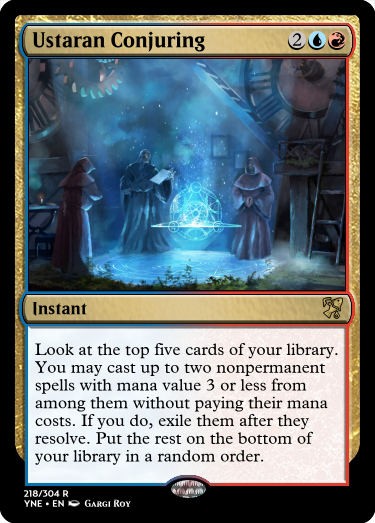 Ustaran Conjuring 2
Instant
Look at the top five cards of your library.
You may cast up to two nonpermanent
spells with mana value 3 or less from
among them without paying their mana
costs. If you do, exile them after they
resolve. Put the rest on the bottom of
your library in a random order.
218/304 R
YNE • EN Gargi Roy